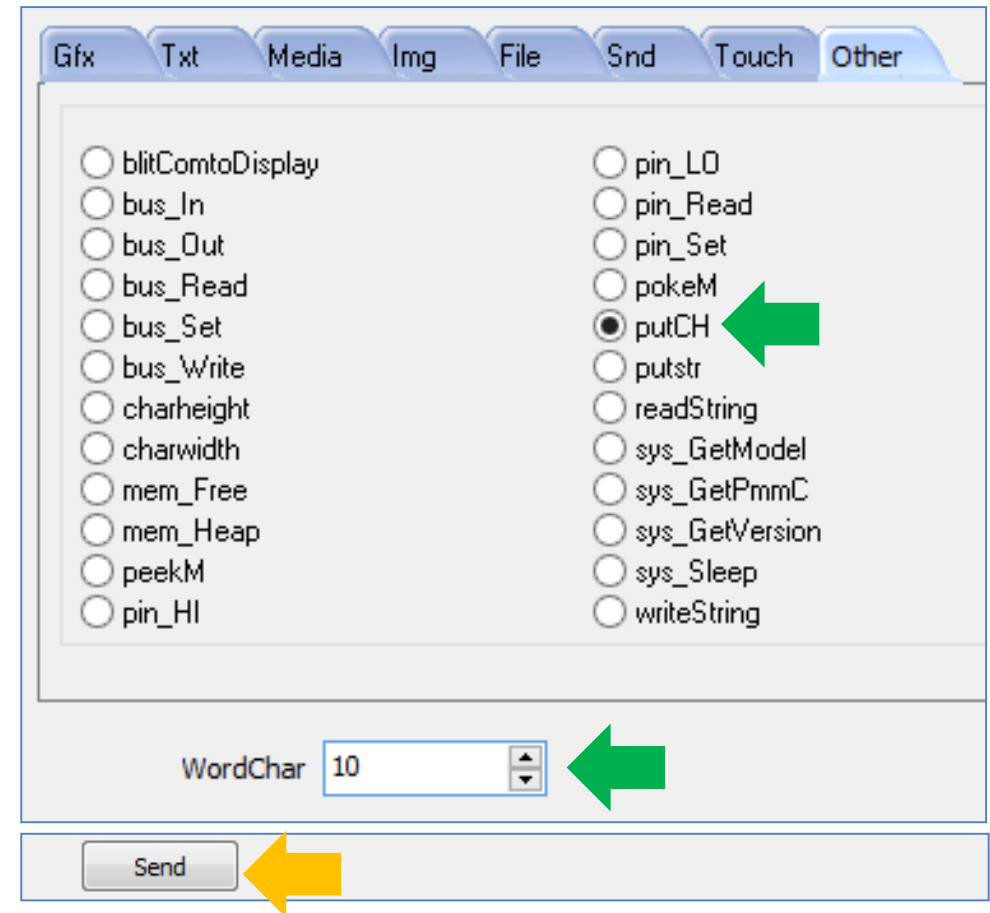 Gfx Txt Media Img File Snd Touch Other
blitComtoDisplay
bus_In
bus_Out
bus_Read
bus_Set
bus_Write
charheight
charwidth
mem_Free
mem_Heap
peekM
pin_HI
pin_LO
pin_Read
pin_Set
pokeM
putCH
putstr
readString
sys_GetModel
sys_GetPmmC
sys_GetVersion
sys_Sleep
writeString
WordChar 10
Send